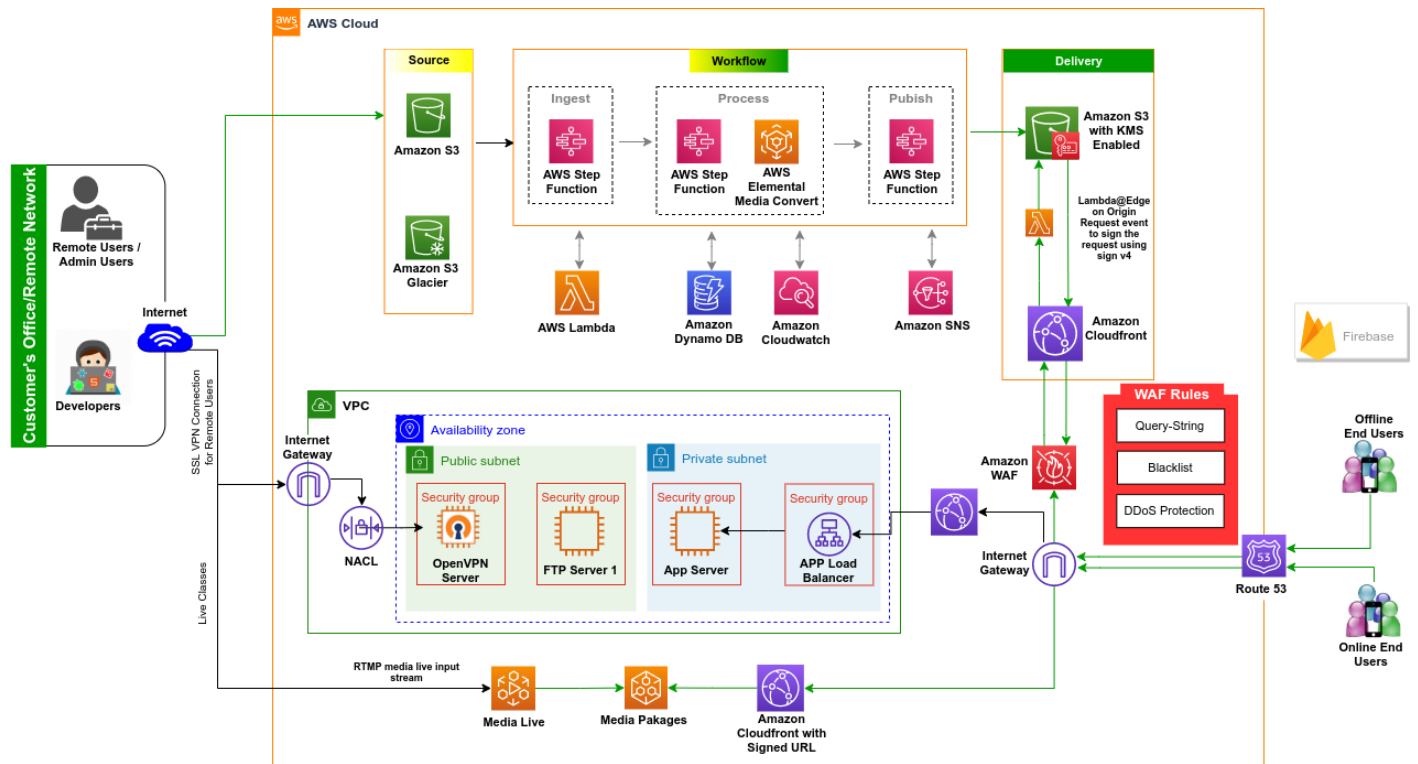 aws
AWS Cloud
Source
Amazon S3
Amazon S3
Glacier
Workflow
Ingest
AWS Step
Function
Process
AWS Step
Function
AWS
Elemental
Media Convert
Pubish
AWS Step
Function
AWS Lambda
Amazon
Dynamo DB
Amazon
Cloudwatch
Amazon SNS
Delivery
Amazon S3
with KMS
Enabled
Lambda@Edge
on Origin
Request event
to sign the
request using
sign v4
Amazon
Cloudfront
Customer's Office/Remote Network
Remote Users /
Admin Users
Developers
Internet
SSL VPN Connection
for Remote Users
Live Classes
VPC
Internet
Gateway
NACL
Availability zone
Public subnet
Security group
OpenVPN
Server
Security group
FTP Server 1
Private subnet
Security group
App Server
Security group
APP Load
Balancer
Amazon
WAF
WAF Rules
Query-String
Blacklist
DDoS Protection
Internet
Gateway
53
Route 53
Firebase
Offline
End Users
Online End
Users
RTMP media live input
stream
Media Live
Media Pakages
Amazon
Cloudfront with
Signed URL